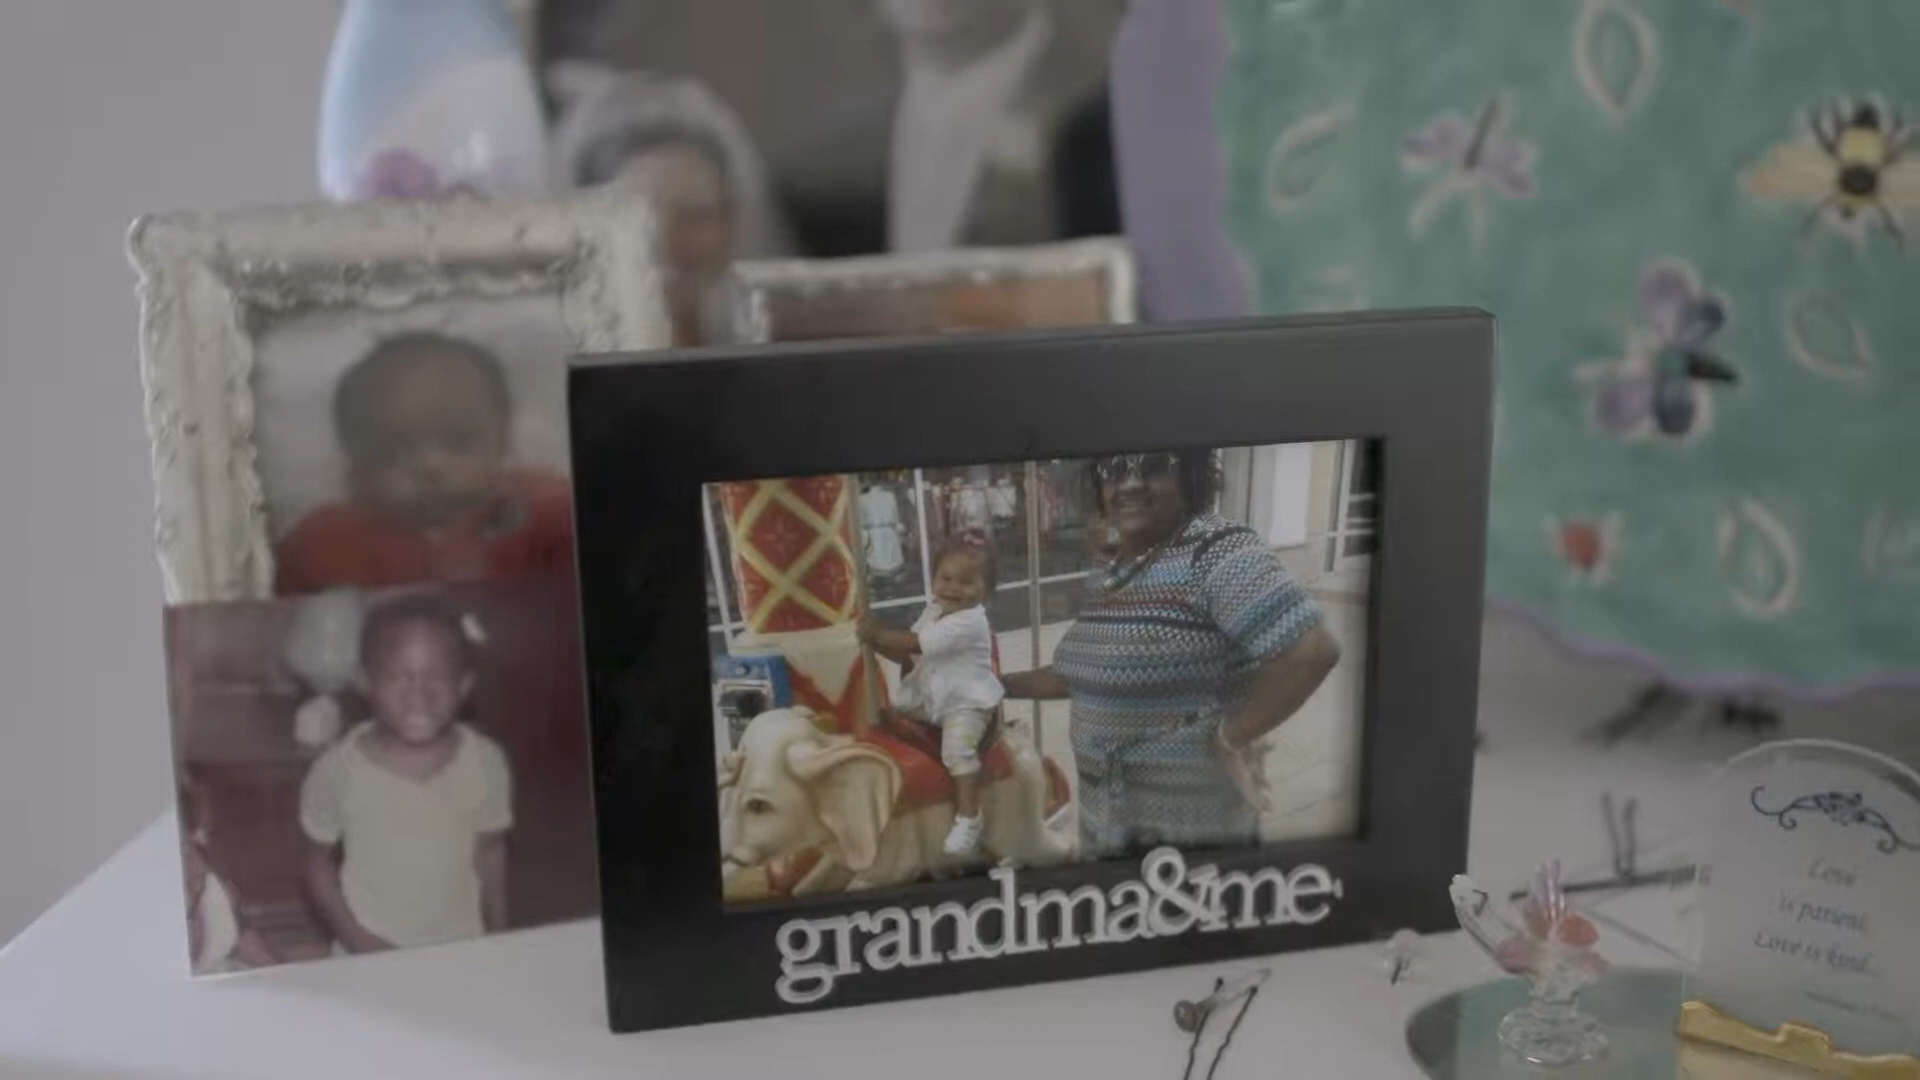 grandma&me
Love
is patient,
Love is kind...